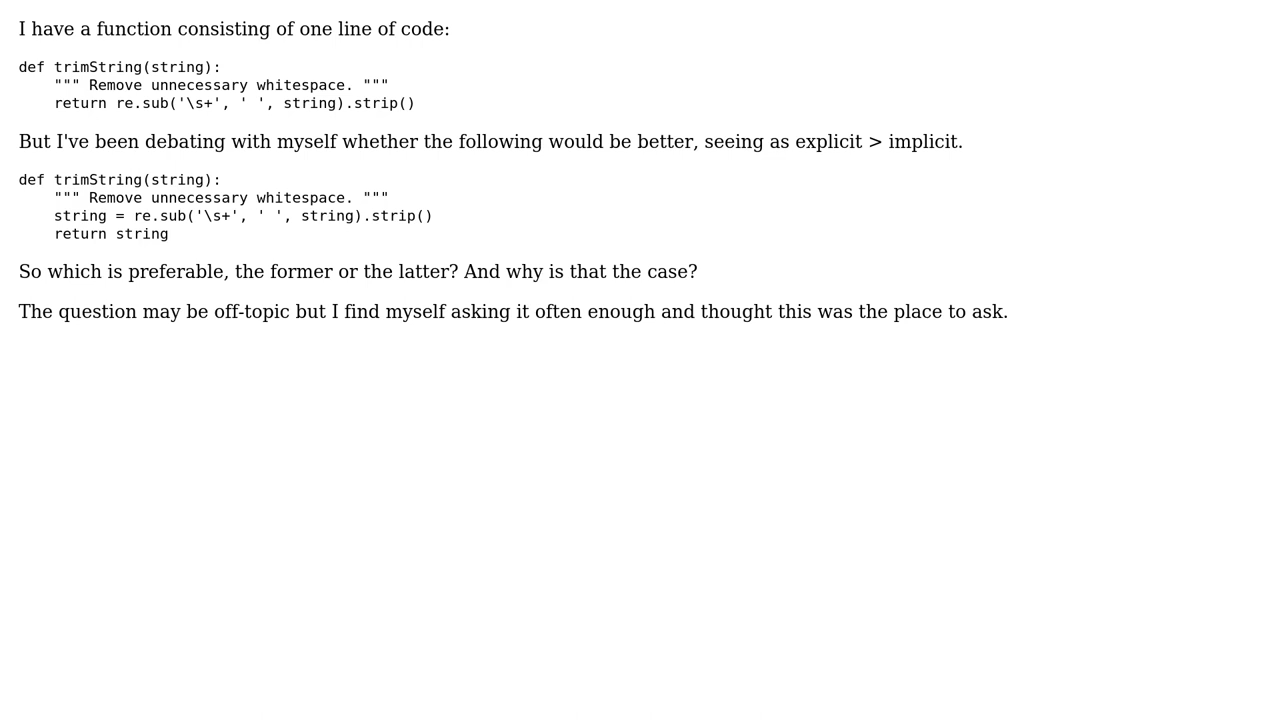 I have a function consisting of one line of code:
def trimString(string):
    """ Remove unnecessary whitespace. """
    return re.sub('\s+', ' ', string).strip()
But I've been debating with myself whether the following would be better, seeing as explicit > implicit.
def trimString(string):
    """ Remove unnecessary whitespace. """
    string = re.sub('\s+', ' ', string).strip()
    return string
So which is preferable, the former or the latter? And why is that the case?
The question may be off-topic but I find myself asking it often enough and thought this was the place to ask.